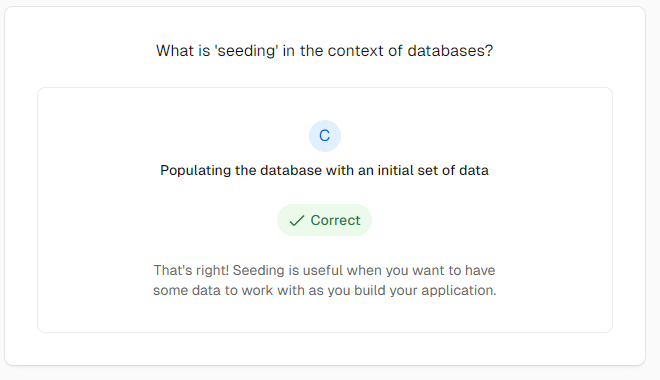 What is 'seeding' in the context of databases?
C
Populating the database with an initial set of data
Correct
That's right! Seeding is useful when you want to have
some data to work with as you build your application.